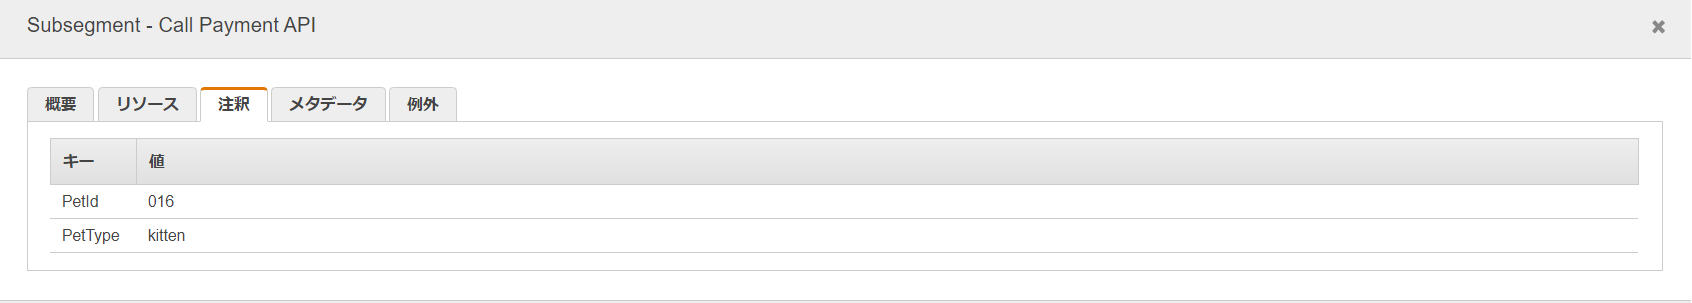 Subsegment - Call Payment API
概要 リソース 注釈 メタデータ 例外
キー 値
PetId 016
PetType kitten